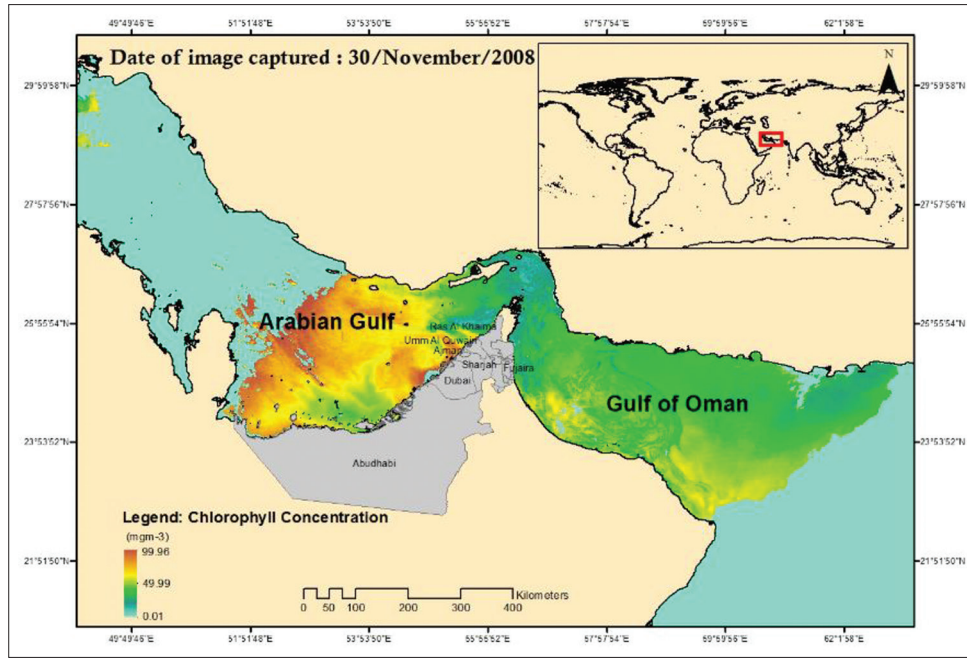 49°49'46"E 51°51'48"E 53°53'50"E 55°55'52"E 57°57'54"E 59°59'56"E 62°1'58"E
Date of image captured : 30/November/2008
N
29°59'58"N 29°59'58"N
27°57'56"N 27°57'56"N
25°55'54"N 25°55'54"N
Arabian Gulf
Ras Al Khaima
Umm Al Quwain
Ajman
Sharjah Fujaira
Dubai
Gulf of Oman
23°53'52"N 23°53'52"N
Abudhabi
Legend: Chlorophyll Concentration
(mgm-3)
99.96
49.99
0.01
21°51'50"N 21°51'50"N
Kilometers
0 50 100 200 300 400
49°49'46"E 51°51'48"E 53°53'50"E 55°55'52"E 57°57'54"E 59°59'56"E 62°1'58"E